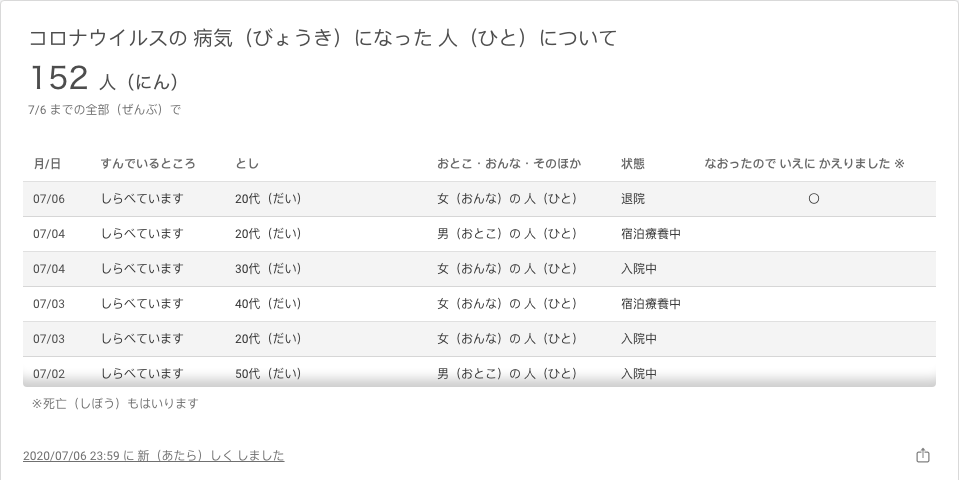 コロナウイルスの 病気（びょうき）になった 人（ひと）について
152 人（にん）
7/6 までの全部（ぜんぶ）で
月/日 すんでいるところ とし おとこ・おんな・そのほか 状態 なおったので いえに かえりました ※
07/06 しらべています 20代（だい） 女（おんな）の 人（ひと） 退院 〇
07/04 しらべています 20代（だい） 男（おとこ）の 人（ひと） 宿泊療養中
07/04 しらべています 30代（だい） 女（おんな）の 人（ひと） 入院中
07/03 しらべています 40代（だい） 女（おんな）の 人（ひと） 宿泊療養中
07/03 しらべています 20代（だい） 女（おんな）の 人（ひと） 入院中
07/02 しらべています 50代（だい） 男（おとこ）の 人（ひと） 入院中
※死亡（しぼう）もはいります
2020/07/06 23:59 に 新（あたら）しく しました